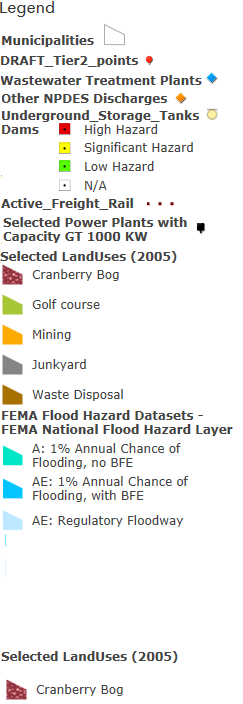 Legend
Municipalities
DRAFT_Tier2_points
Wastewater Treatment Plants
Other NPDES Discharges
Underground_Storage_Tanks
Dams
High Hazard
Significant Hazard
Low Hazard
N/A
Active_Freight_Rail
Selected Power Plants with
Capacity GT 1000 KW
Selected LandUses (2005)
Cranberry Bog
Golf course
Mining
Junkyard
Waste Disposal
FEMA Flood Hazard Datasets -
FEMA National Flood Hazard Layer
A: 1% Annual Chance of
Flooding, no BFE
AE: 1% Annual Chance of
Flooding, with BFE
AE: Regulatory Floodway
Selected LandUses (2005)
Cranberry Bog